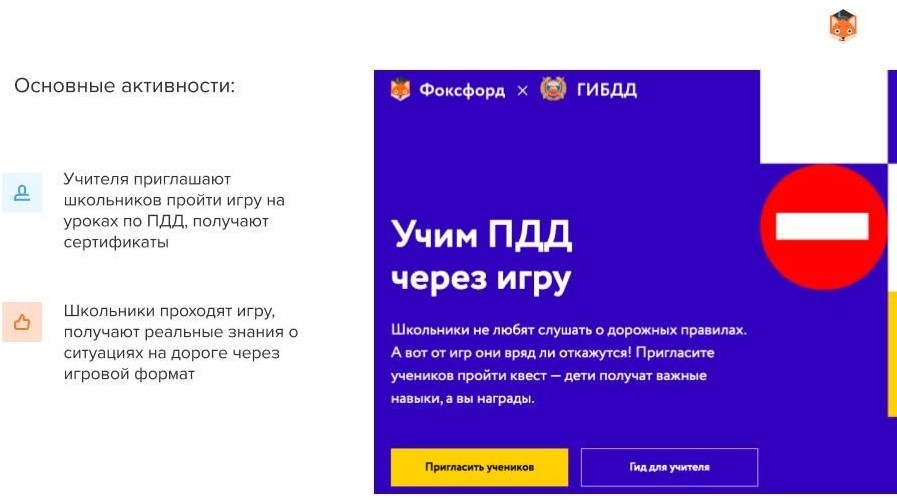 Основные активности:
Учителя приглашают
школьников пройти игру на
уроках по ПДД, получают
сертификаты
Школьники проходят игру,
получают реальные знания о
ситуациях на дороге через
игровой формат
Фоксфорд × ГИБДД
Учим ПДД
через игру
Школьники не любят слушать о дорожных правилах.
А вот от игр они вряд ли откажутся! Пригласите
учеников пройти квест — дети получат важные
навыки, а вы награды.
Пригласить учеников
Гид для учителя